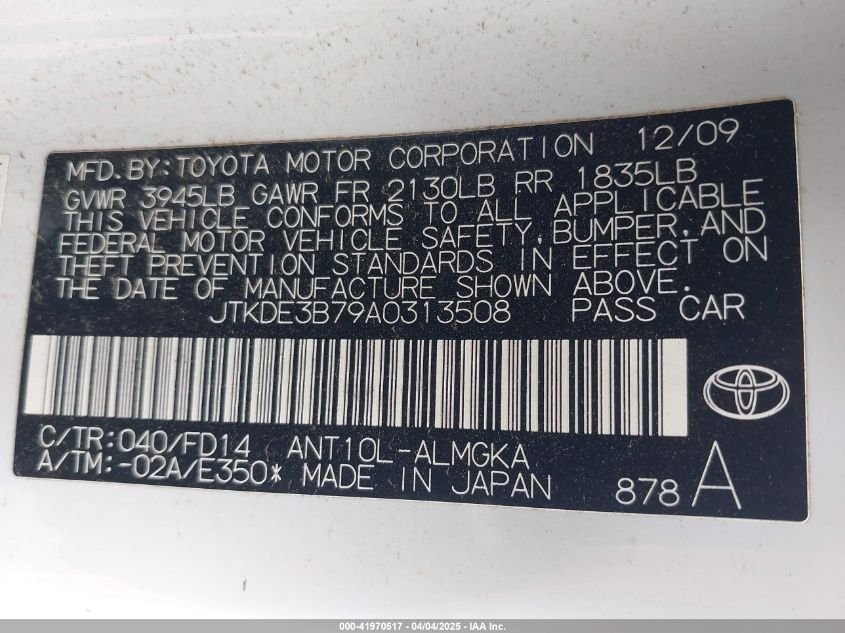 MFD.BY:TOYOTA MOTOR CORPORATION 12/09
GVWR 3945LB GAWR FR 2130LB RR 1835LB
THIS VEHICLE CONFORMS TO ALL APPLICABLE
FEDERAL MOTOR VEHICLE SAFETY,BUMPER,AND
THEFT PREVENTION STANDARDS IN EFFECT ON
THE DATE OF MANUFACTURE SHOWN ABOVE.
JTKDE3B79A0313508 PASS CAR
C/TR:040/FD14 ANT10L-ALMGKA
A/TM:-02A/E350* MADE IN JAPAN 878 A
000-41970517 - 04/04/2025 - IAA Inc.